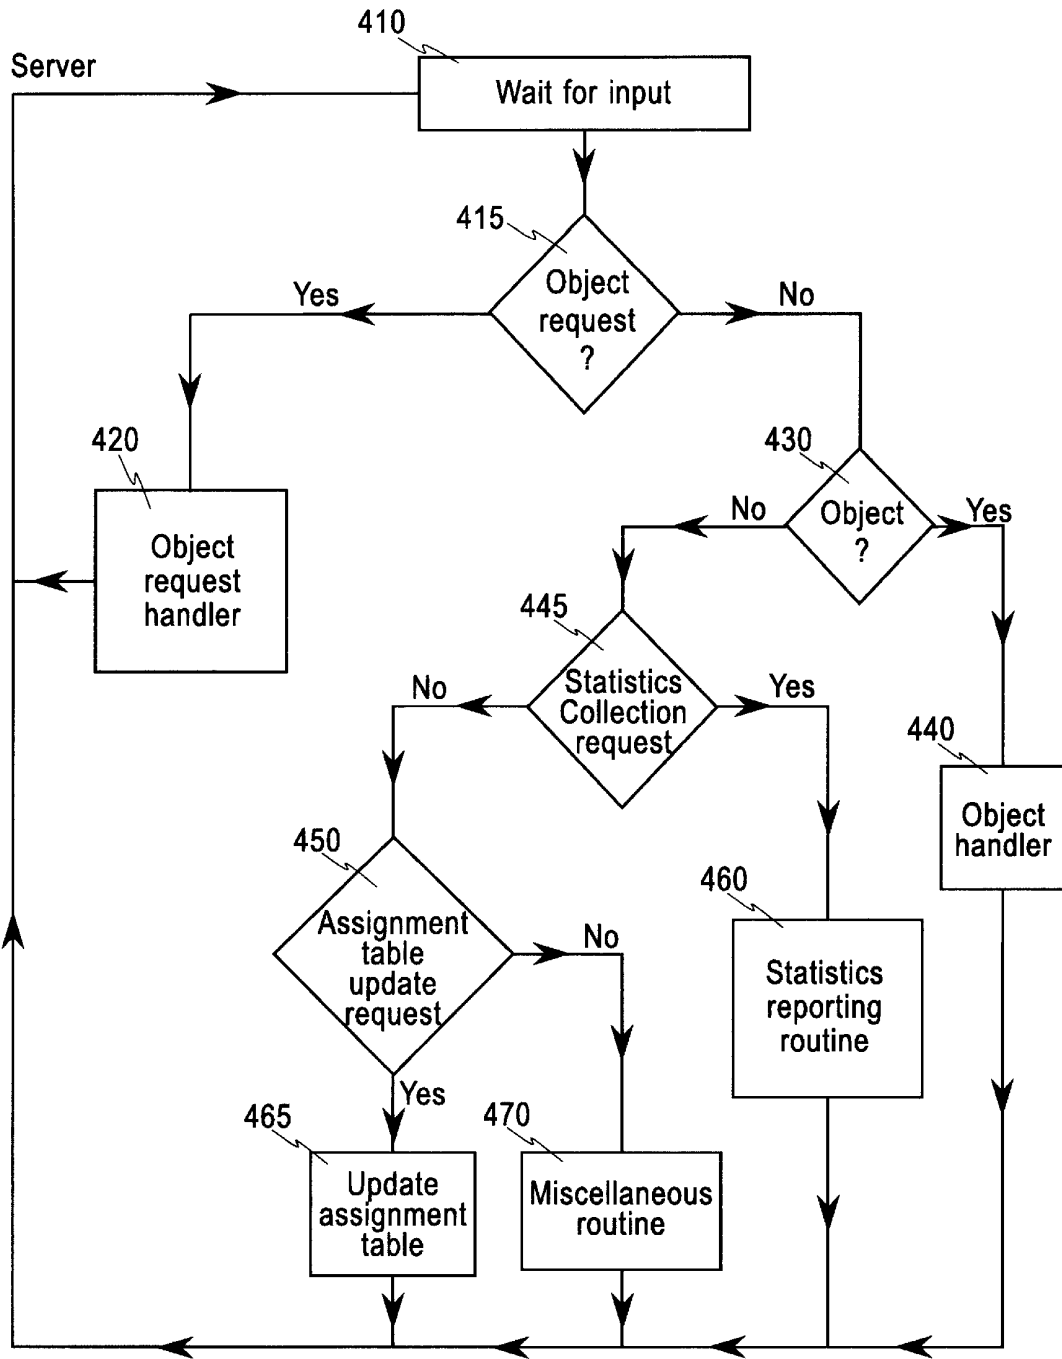 410
Server
Wait for input
415
Object
request
?
Yes
No
420
430
Object
?
No
Yes
Object
request
handler
445
Statistics
Collection
request
No
Yes
440
Object
handler
450
Assignment
table
update
request
No
Yes
460
Statistics
reporting
routine
465
470
Update
assignment
table
Miscellaneous
routine